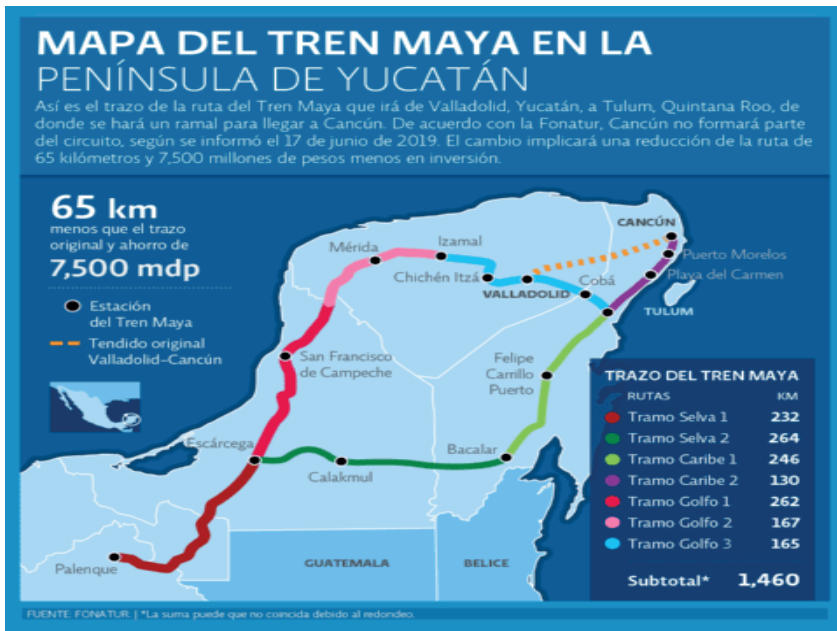 MAPA DEL TREN MAYA EN LA
PENÍNSULA DE YUCATÁN
Así es el trazo de la ruta del Tren Maya que irá de Valladolid, Yucatán, a Tulum, Quintana Roo, de
donde se hará un ramal para llegar a Cancún. De acuerdo con la Fonatur, Cancún no formará parte
del circuito, según se informó el 17 de junio de 2019. El cambio implicará una reducción de la ruta de
65 kilómetros y 7,500 millones de pesos menos en inversión.
65 km
menos que el trazo
original y ahorro de
7,500 mdp
Estación
del Tren Maya
Tendido original
Valladolid-Cancún
CANCÚN
Puerto Morelos
Playa del Carmen
Izamal
Mérida
Chichén Itzá
VALLADOLID
Cobá
TULUM
San Francisco
de Campeche
Felipe
Carrillo
Puerto
Escárcega
Bacalar
Calakmul
Palenque
GUATEMALA
BELICE
TRAZO DEL TREN MAYA
RUTAS KM
Tramo Selva 1 232
Tramo Selva 2 264
Tramo Caribe 1 246
Tramo Caribe 2 130
Tramo Golfo 1 262
Tramo Golfo 2 167
Tramo Golfo 3 165
Subtotal* 1,460
FUENTE: FONATUR. | *La suma puede que no coincida debido al redondeo.